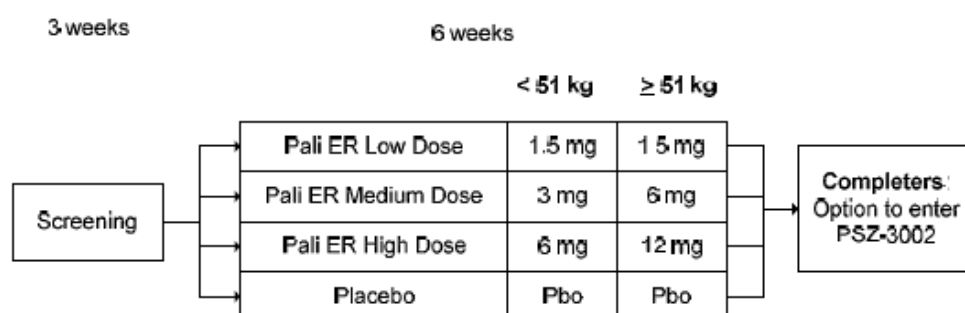 3 weeks
6 weeks
< 51 kg
≥ 51 kg
Pali ER Low Dose
1.5 mg
1 5 mg
Pali ER Medium Dose
3 mg
6 mg
Pali ER High Dose
6 mg
12 mg
Placebo
Pbo
Pbo
Screening
Completers:
Option to enter
PSZ-3002